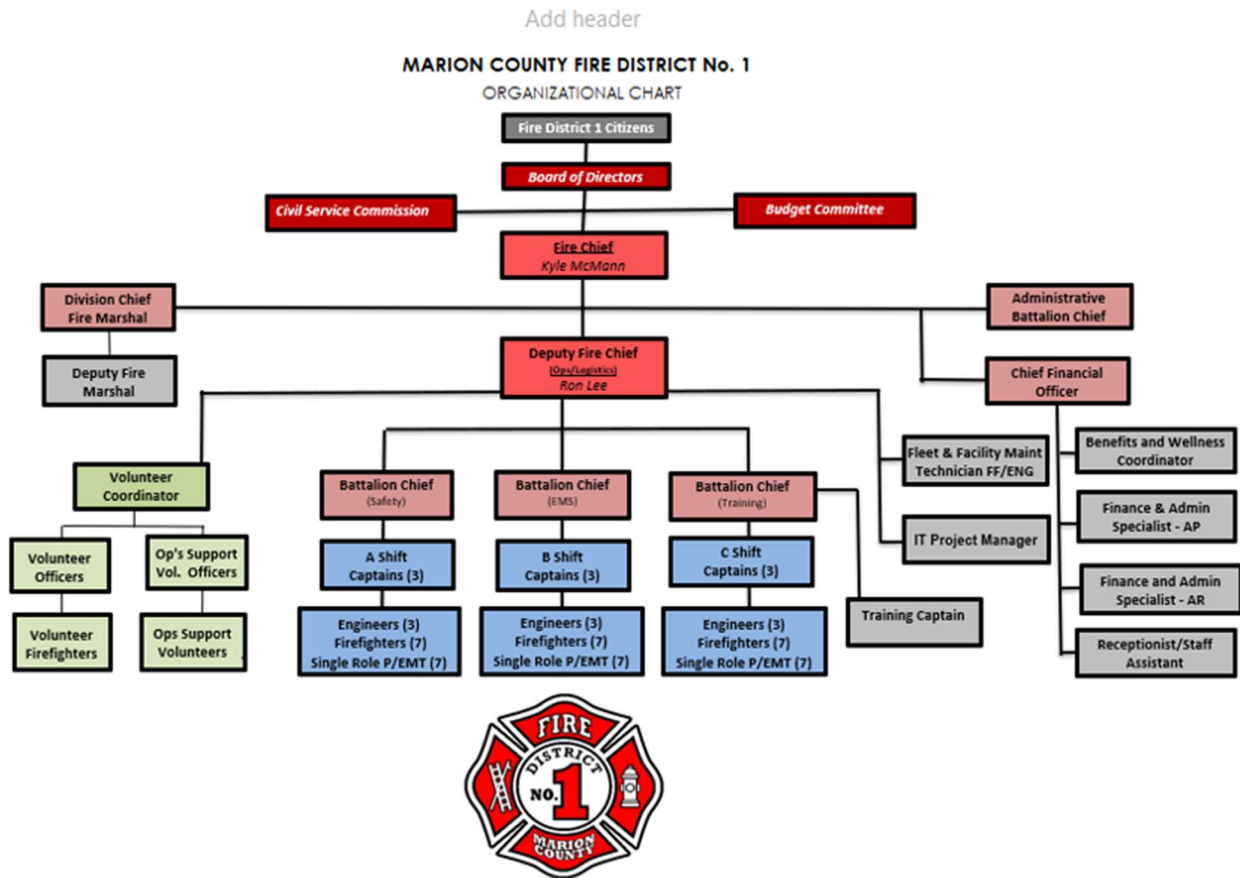 Add header
MARION COUNTY FIRE DISTRICT No. 1
ORGANIZATIONAL CHART
Fire District 1 Citizens
Board of Directors
Civil Service Commission
Budget Committee
Fire Chief
Kyle McMann
Division Chief
Fire Marshal
Administrative
Battalion Chief
Deputy Fire
Marshal
Deputy Fire Chief
(Ops/Logistics)
Ron Lee
Chief Financial
Officer
Volunteer
Coordinator
Battalion Chief
(Safety)
Battalion Chief
(EMS)
Battalion Chief
(Training)
Fleet & Facility Maint
Technician FF/ENG
Benefits and Wellness
Coordinator
Volunteer
Officers
Op's Support
Vol. Officers
A Shift
Captains (3)
B Shift
Captains (3)
C Shift
Captains (3)
IT Project Manager
Finance & Admin
Specialist - AP
Volunteer
Firefighters
Ops Support
Volunteers
Engineers (3)
Firefighters (7)
Single Role P/EMT (7)
Engineers (3)
Firefighters (7)
Single Role P/EMT (7)
Engineers (3)
Firefighters (7)
Single Role P/EMT (7)
Training Captain
Finance and Admin
Specialist - AR
Receptionist/Staff
Assistant
FIRE
DISTRICT
NO. 1
MARION
COUNTY